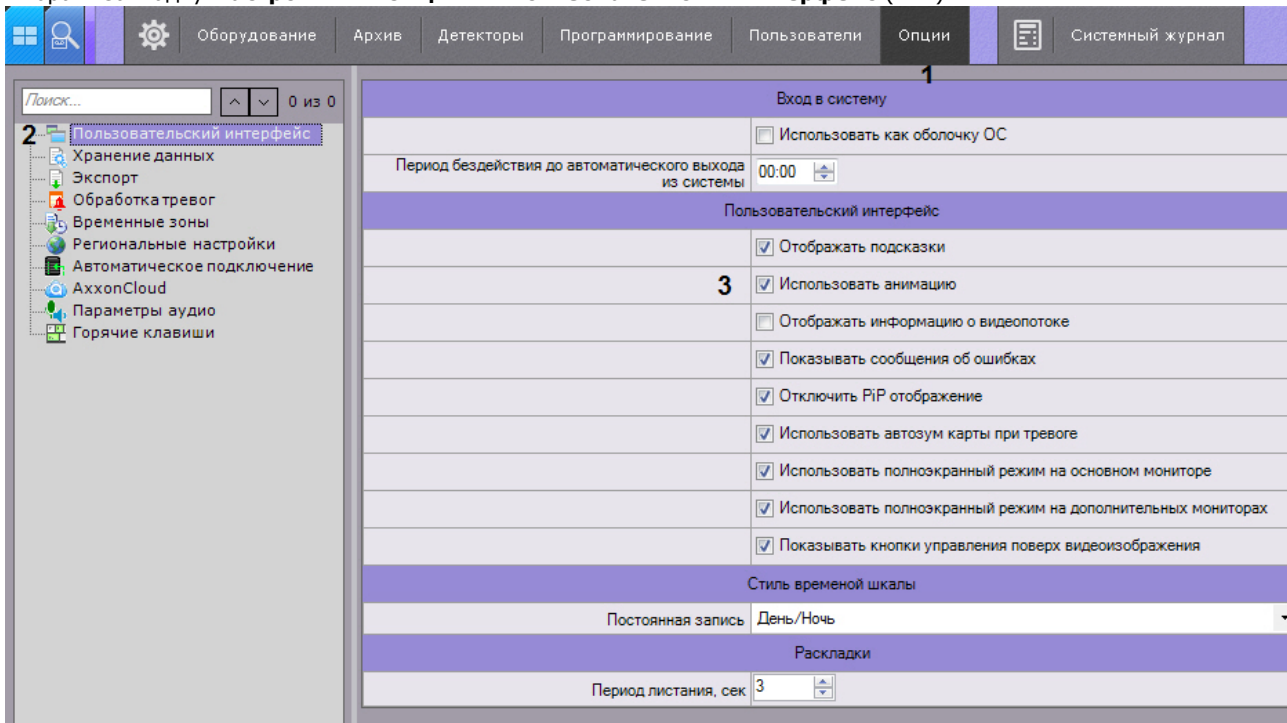 Оборудование Архив Детекторы Программирование Пользователи Опции Системный журнал
1
Поиск... 0 из 0
2 Пользовательский интерфейс
Хранение данных
Экспорт
Обработка тревог
Временные зоны
Региональные настройки
Автоматическое подключение
AxxonCloud
Параметры аудио
Горячие клавиши
Вход в систему
Использовать как оболочку ОС
Период бездействия до автоматического выхода
из системы 00:00
Пользовательский интерфейс
Отображать подсказки
3 Использовать анимацию
Отображать информацию о видеопотоке
Показывать сообщения об ошибках
Отключить PiP отображение
Использовать автозум карты при тревоге
Использовать полноэкранный режим на основном мониторе
Использовать полноэкранный режим на дополнительных мониторах
Показывать кнопки управления поверх видеоизображения
Стиль временой шкалы
Постоянная запись День/Ночь
Раскладки
Период листания, сек 3